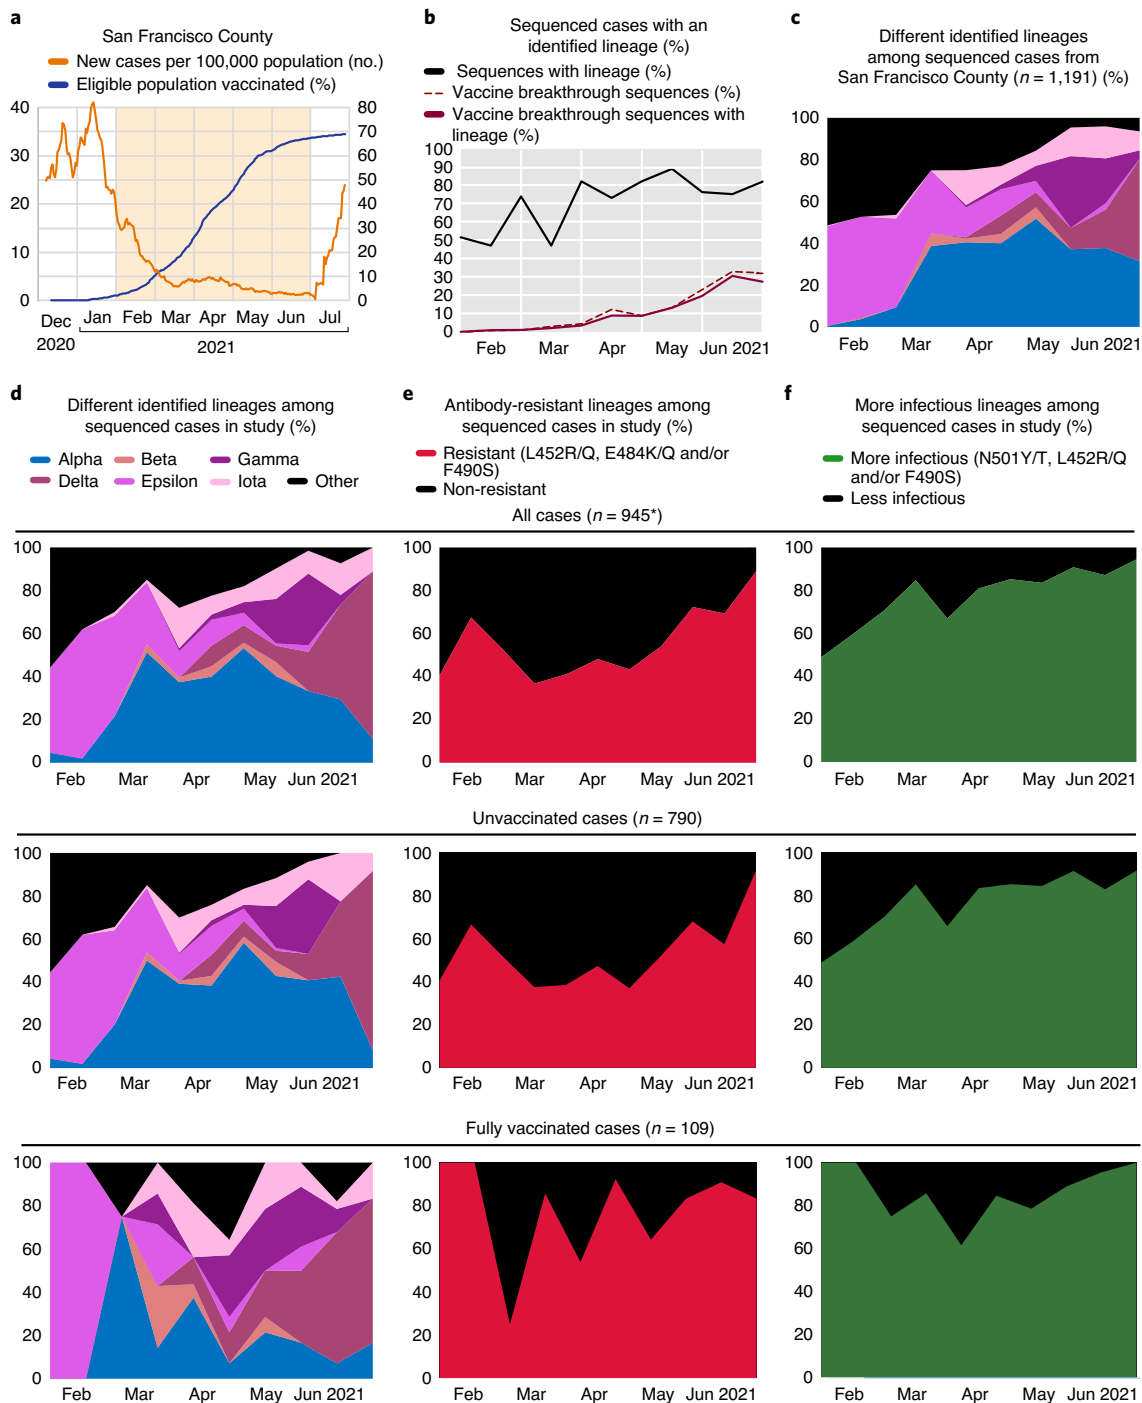 a
San Francisco County
New cases per 100,000 population (no.)
Eligible population vaccinated (%)
40
30
20
10
0
80
70
60
50
40
30
20
10
0
Dec
Jan
Feb
Mar
Apr
May
Jun
Jul
2020
2021
b
Sequenced cases with an
identified lineage (%)
Sequences with lineage (%)
Vaccine breakthrough sequences (%)
Vaccine breakthrough sequences with
lineage (%)
100
90
80
70
60
50
40
30
20
10
0
Feb Mar Apr May Jun 2021
c
Different identified lineages
among sequenced cases from
San Francisco County (n = 1,191) (%)
100
80
60
40
20
0
Feb Mar Apr May Jun 2021
d
Different identified lineages among
sequenced cases in study (%)
Alpha Beta Gamma
Delta Epsilon Iota Other
e
Antibody-resistant lineages among
sequenced cases in study (%)
Resistant (L452R/Q, E484K/Q and/or
F490S)
Non-resistant
f
More infectious lineages among
sequenced cases in study (%)
More infectious (N501Y/T, L452R/Q
and/or F490S)
Less infectious
All cases (n = 945*)
100
80
60
40
20
0
Feb Mar Apr May Jun 2021
100
80
60
40
20
0
Feb Mar Apr May Jun 2021
100
80
60
40
20
0
Feb Mar Apr May Jun 2021
Unvaccinated cases (n = 790)
100
80
60
40
20
0
Feb Mar Apr May Jun 2021
100
80
60
40
20
0
Feb Mar Apr May Jun 2021
100
80
60
40
20
0
Feb Mar Apr May Jun 2021
Fully vaccinated cases (n = 109)
100
80
60
40
20
0
Feb Mar Apr May Jun 2021
100
80
60
40
20
0
Feb Mar Apr May Jun 2021
100
80
60
40
20
0
Feb Mar Apr May Jun 2021